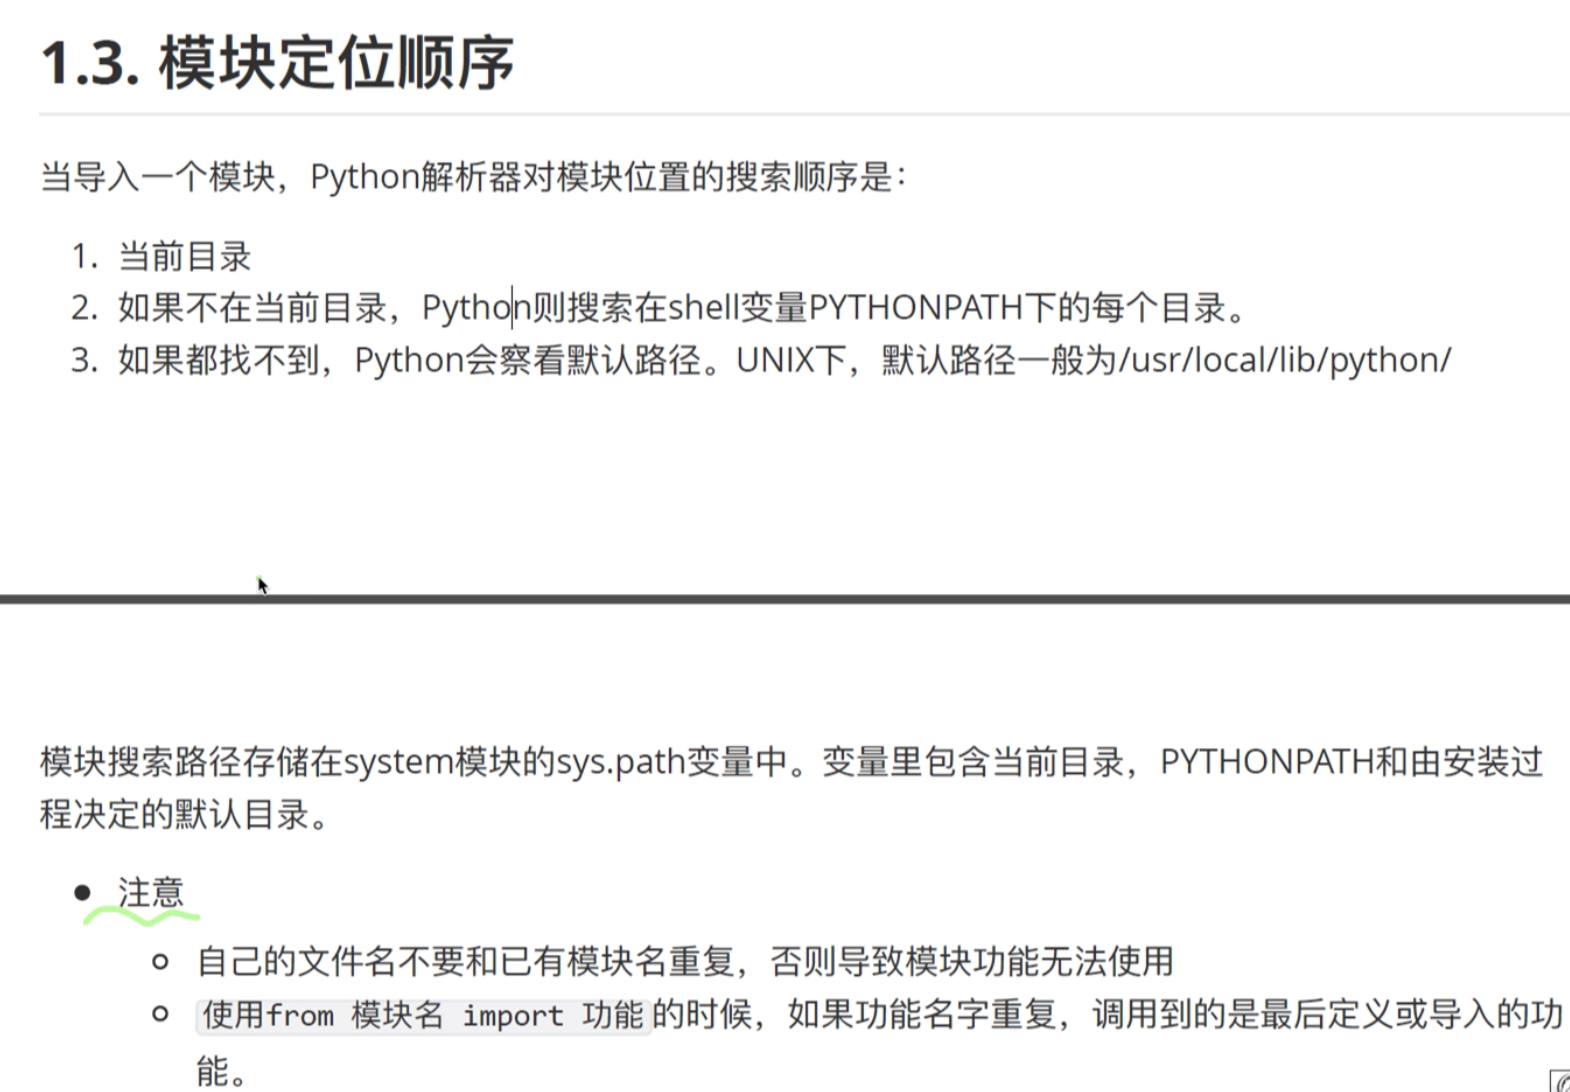 1.3. 模块定位顺序
当导入一个模块，Python解析器对模块位置的搜索顺序是：
1. 当前目录
2. 如果不在当前目录，Python则搜索在shell变量PYTHONPATH下的每个目录。
3. 如果都找不到，Python会察看默认路径。UNIX下，默认路径一般为/usr/local/lib/python/
模块搜索路径存储在system模块的sys.path变量中。变量里包含当前目录，PYTHONPATH和由安装过
程决定的默认目录。
注意
自己的文件名不要和已有模块名重复，否则导致模块功能无法使用
使用from 模块名 import 功能的时候，如果功能名字重复，调用到的是最后定义或导入的功
能。